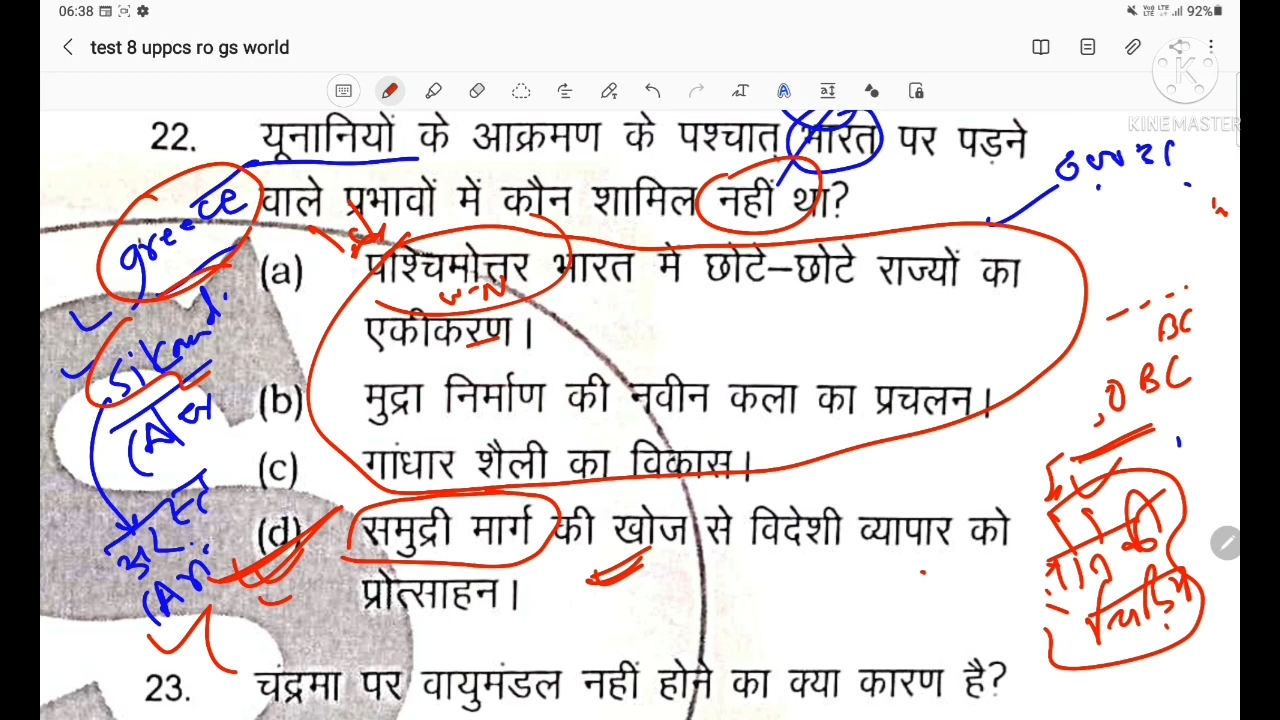 06:38
92%
test 8 uppcs ro gs world
KINEMASTER
22. यूनानियों के आक्रमण के पश्चात् भारत पर पड़ने
वाले प्रभावों में कौन शामिल नहीं था?
greece
(a) पश्चिमोत्तर भारत में छोटे-छोटे राज्यों का
W-N
एकीकरण।
BC
(b) मुद्रा निर्माण की नवीन कला का प्रचलन।
BC
(c) गांधार शैली का विकास।
(d) समुद्री मार्ग की खोज से विदेशी व्यापार को
प्रोत्साहन।
23. चंद्रमा पर वायुमंडल नहीं होने का क्या कारण है?